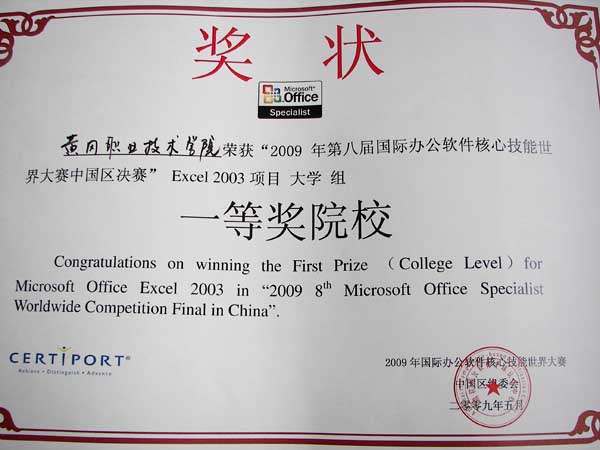 奖 状
Microsoft®
Office
Specialist
黄冈职业技术学院荣获“2009 年第八届国际办公软件核心技能世
界大赛中国区决赛” Excel 2003 项目 大学 组
一等奖院校
Congratulations on winning the First Prize （College Level）for
Microsoft Office Excel 2003 in “2009 8th Microsoft Office Specialist
Worldwide Competition Final in China”.
CERTIPORT®
Achieve • Distinguish • Advance
2009 年国际办公软件核心技能世界大赛
中国区组委会
二零零九年五月